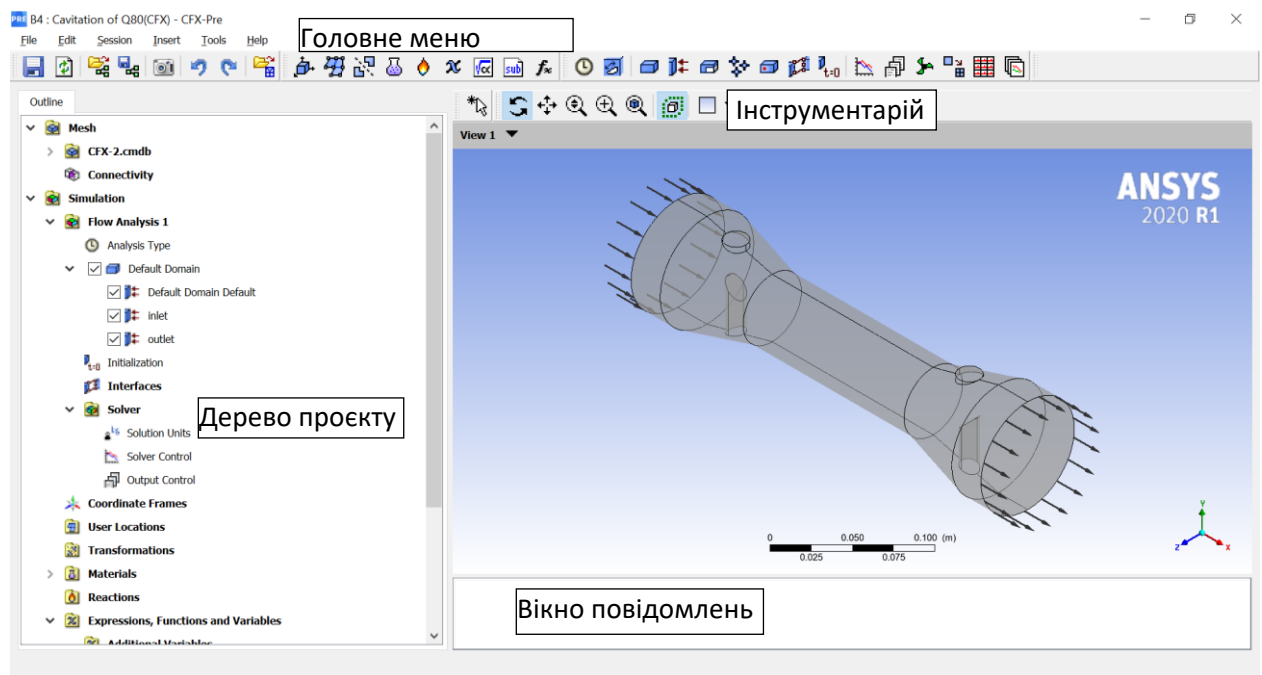 B4 : Cavitation of Q80(CFX) - CFX-Pre
File Edit Session Insert Tools Help
Головне меню
Outline
Інструментарій
Mesh
CFX-2.cmdb
Connectivity
Simulation
Flow Analysis 1
Analysis Type
Default Domain
Default Domain Default
inlet
outlet
Initialization
Interfaces
Solver
Solution Units
Solver Control
Output Control
Coordinate Frames
User Locations
Transformations
Materials
Reactions
Expressions, Functions and Variables
Additional Variables
Дерево проєкту
View 1
ANSYS
2020 R1
0 0.050 0.100 (m)
0.025 0.075
Y
Z X
Вікно повідомлень